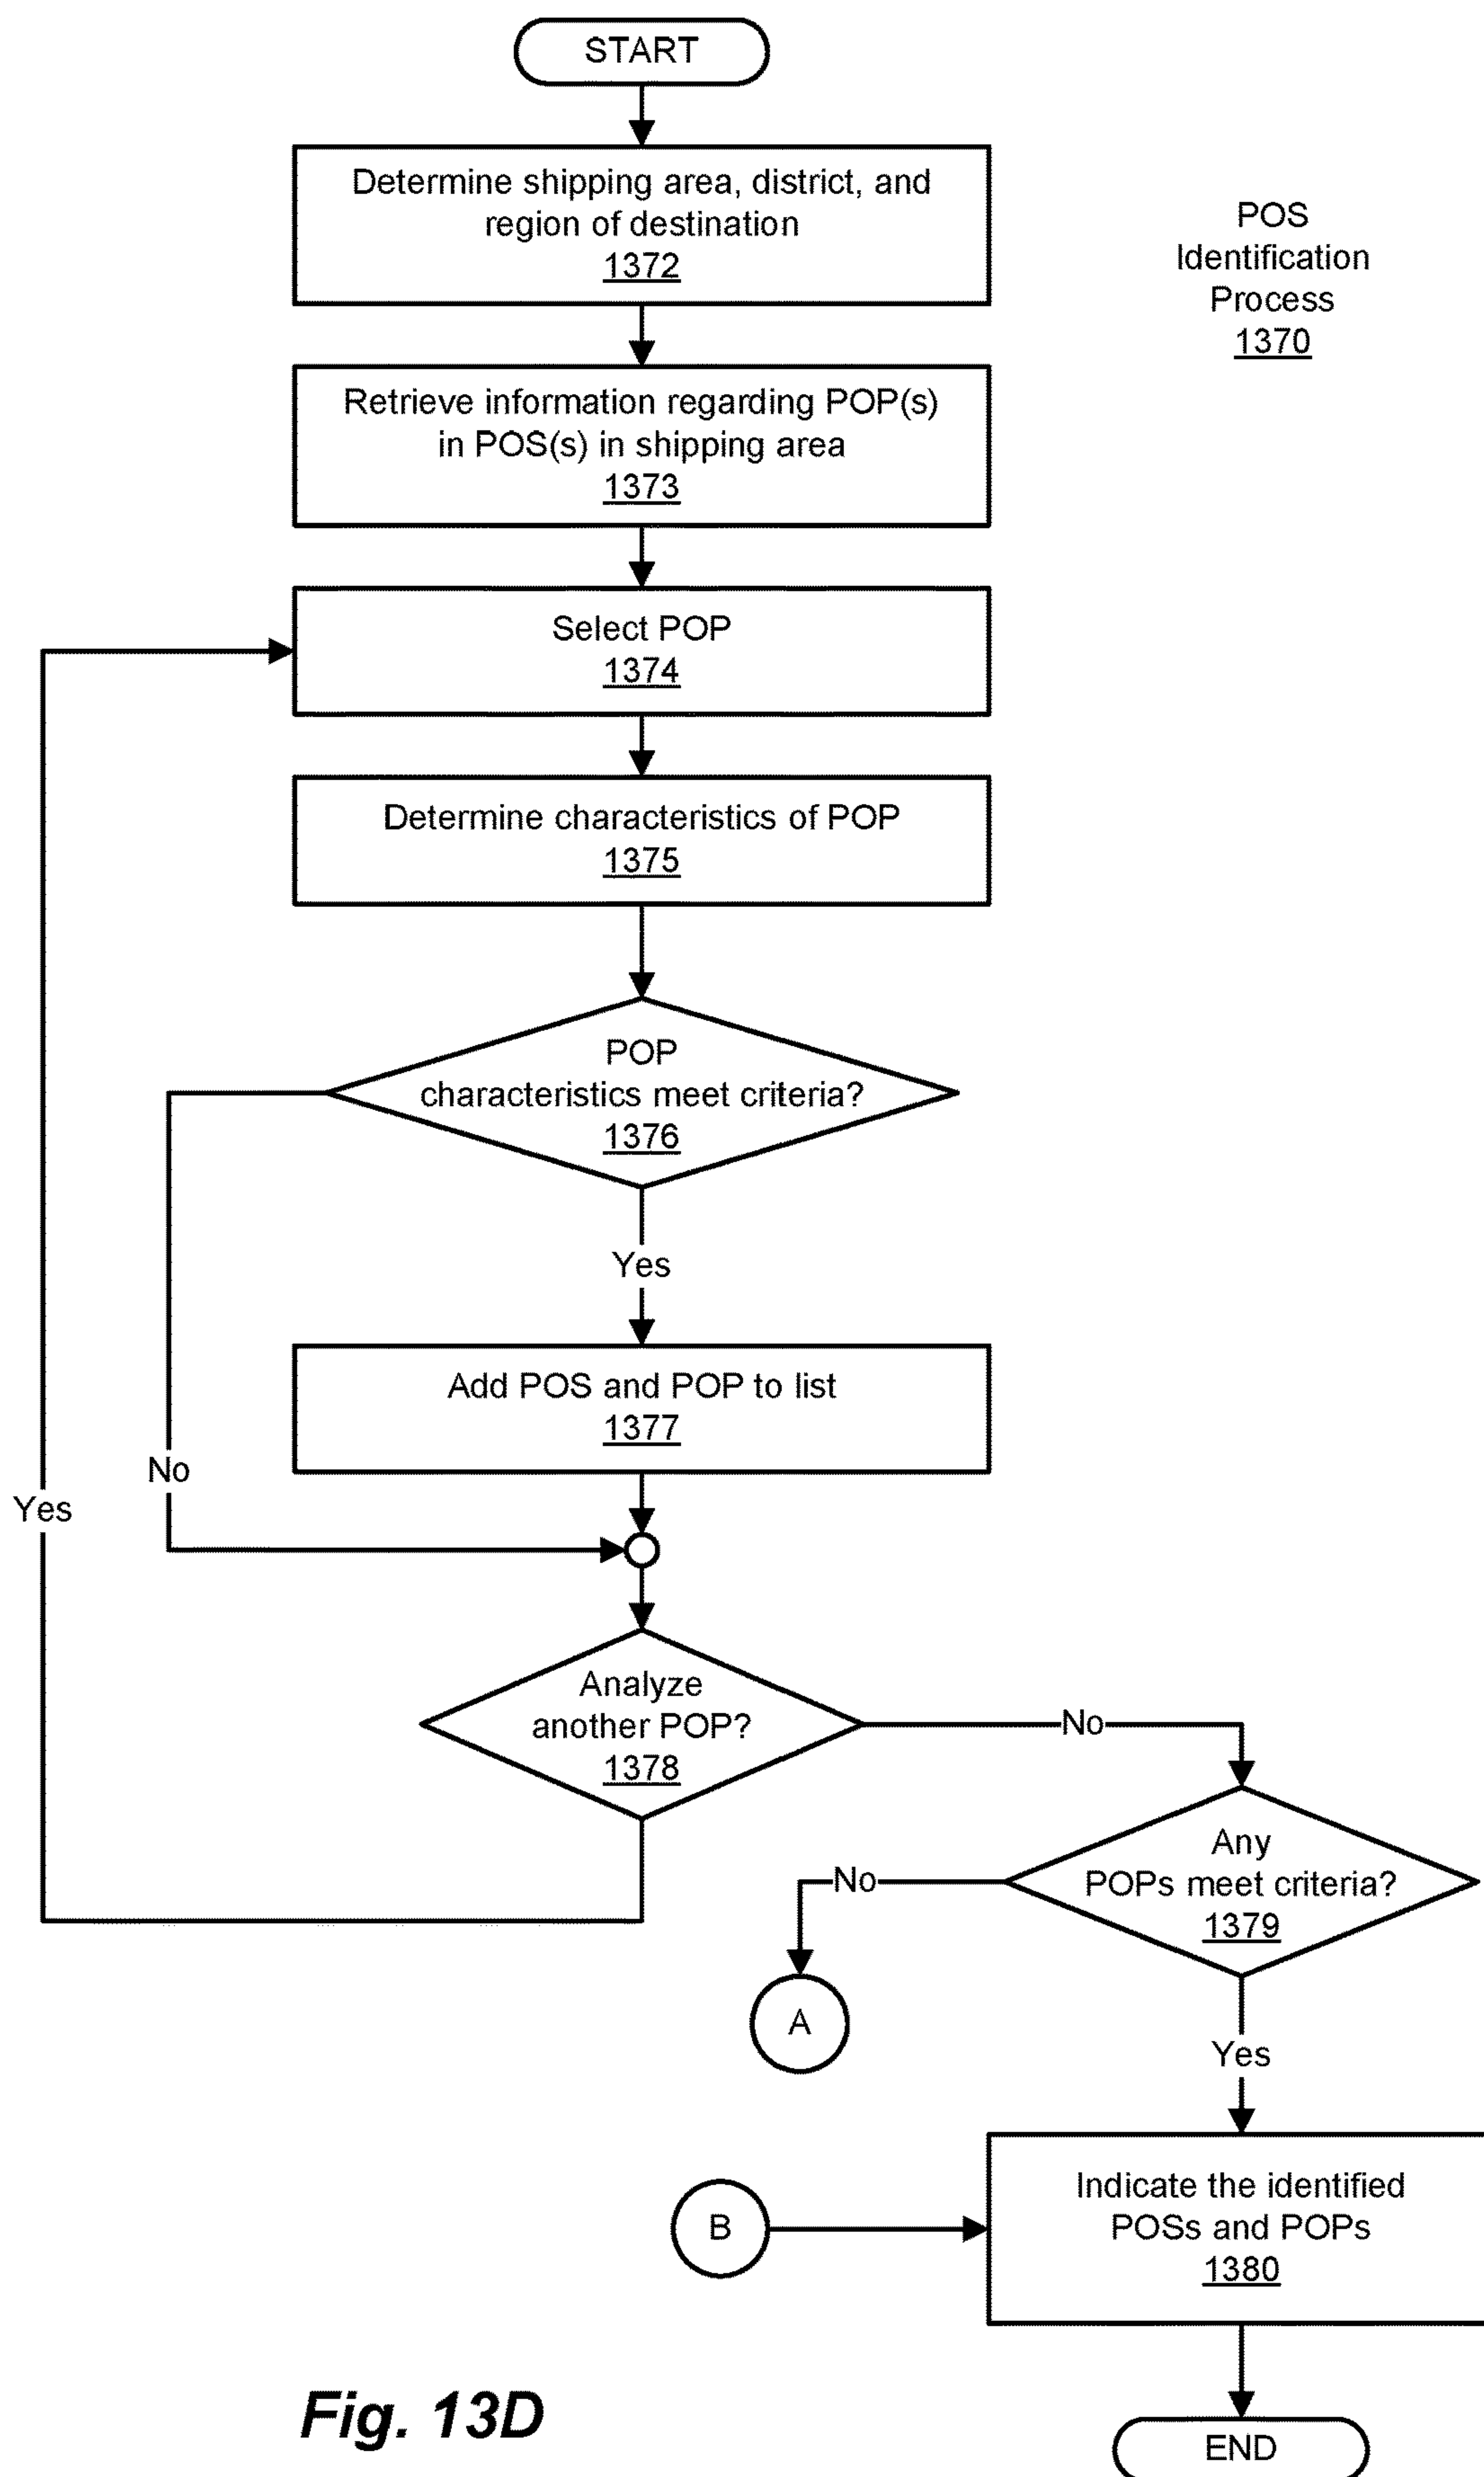 START
Determine shipping area, district, and
region of destination
1372
POS
Identification
Process
1370
Retrieve information regarding POP(s)
in POS(s) in shipping area
1373
Select POP
1374
Determine characteristics of POP
1375
POP
characteristics meet criteria?
1376
Yes
Add POS and POP to list
1377
No
Yes
Analyze
another POP?
1378
No
Any
POPs meet criteria?
1379
No
A
Yes
Indicate the identified
POSs and POPs
1380
B
Fig. 13D
END